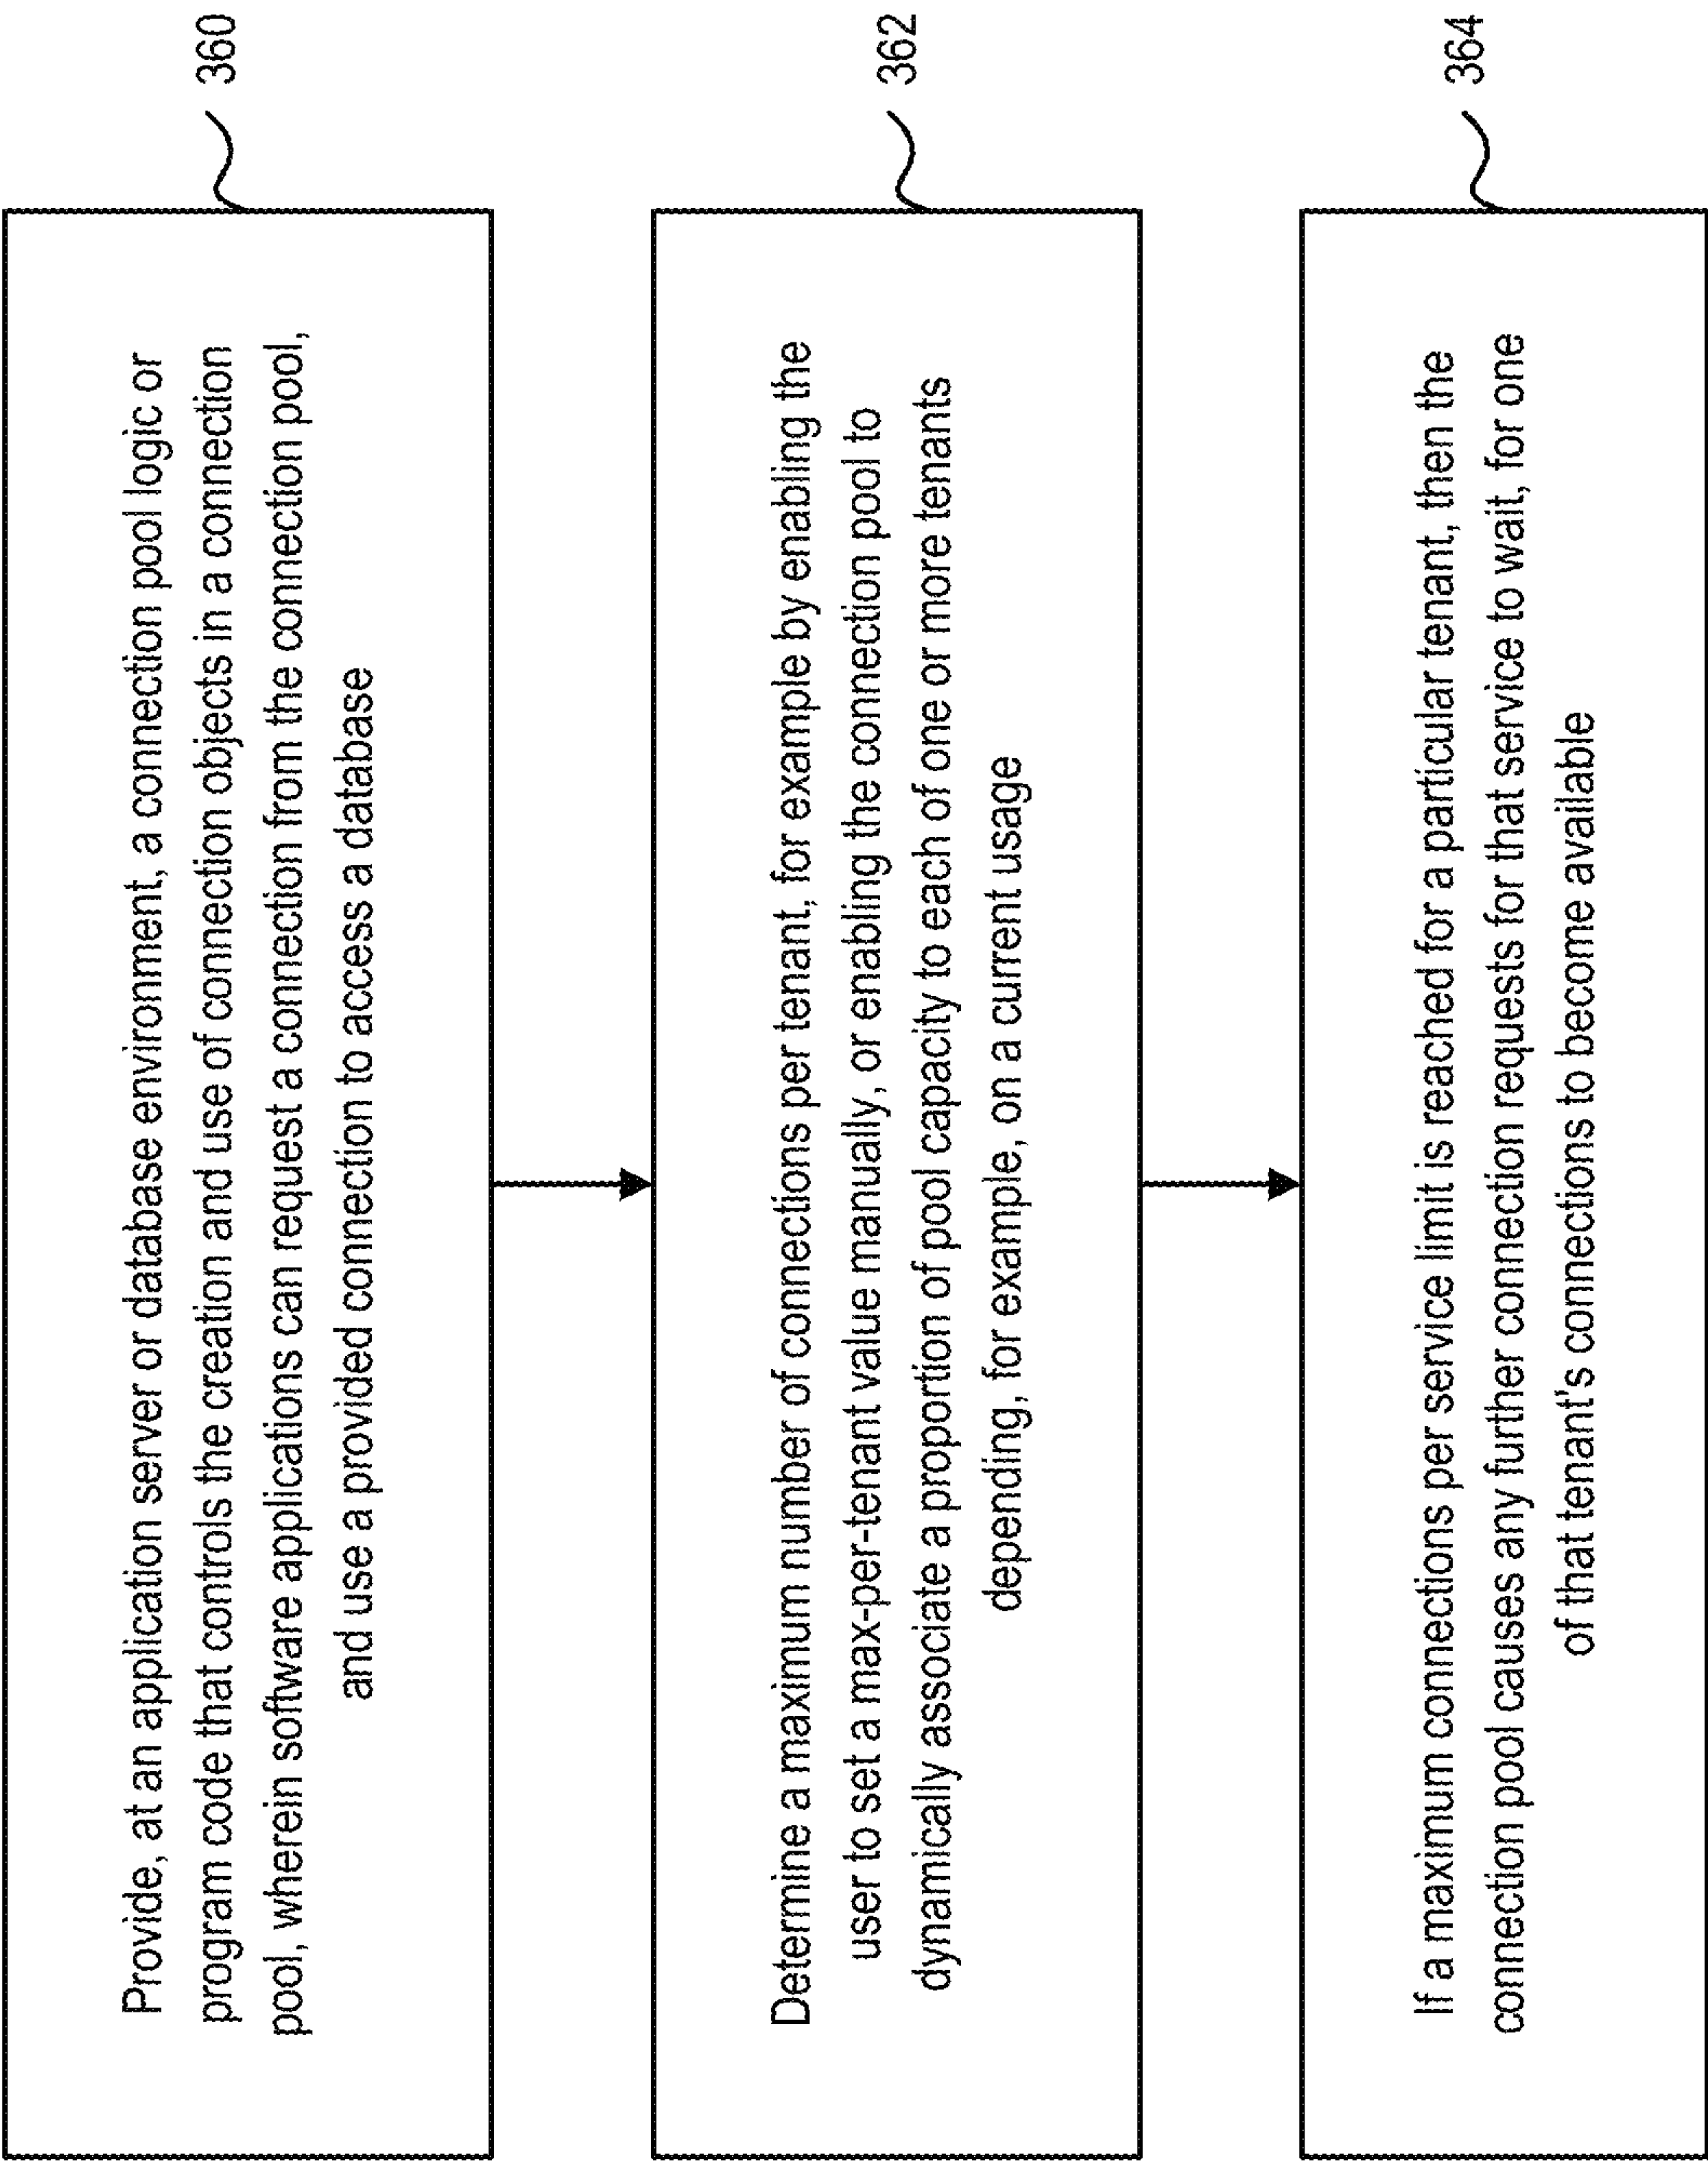 Provide, at an application server or database environment, a connection pool logic or
program code that controls the creation and use of connection objects in a connection
pool, wherein software applications can request a connection from the connection pool,
and use a provided connection to access a database
360
Determine a maximum number of connections per tenant, for example by enabling the
user to set a max-per-tenant value manually, or enabling the connection pool to
dynamically associate a proportion of pool capacity to each of one or more tenants
depending, for example, on a current usage
362
If a maximum connections per service limit is reached for a particular tenant, then the
connection pool causes any further connection requests for that service to wait, for one
of that tenant's connections to become available
364